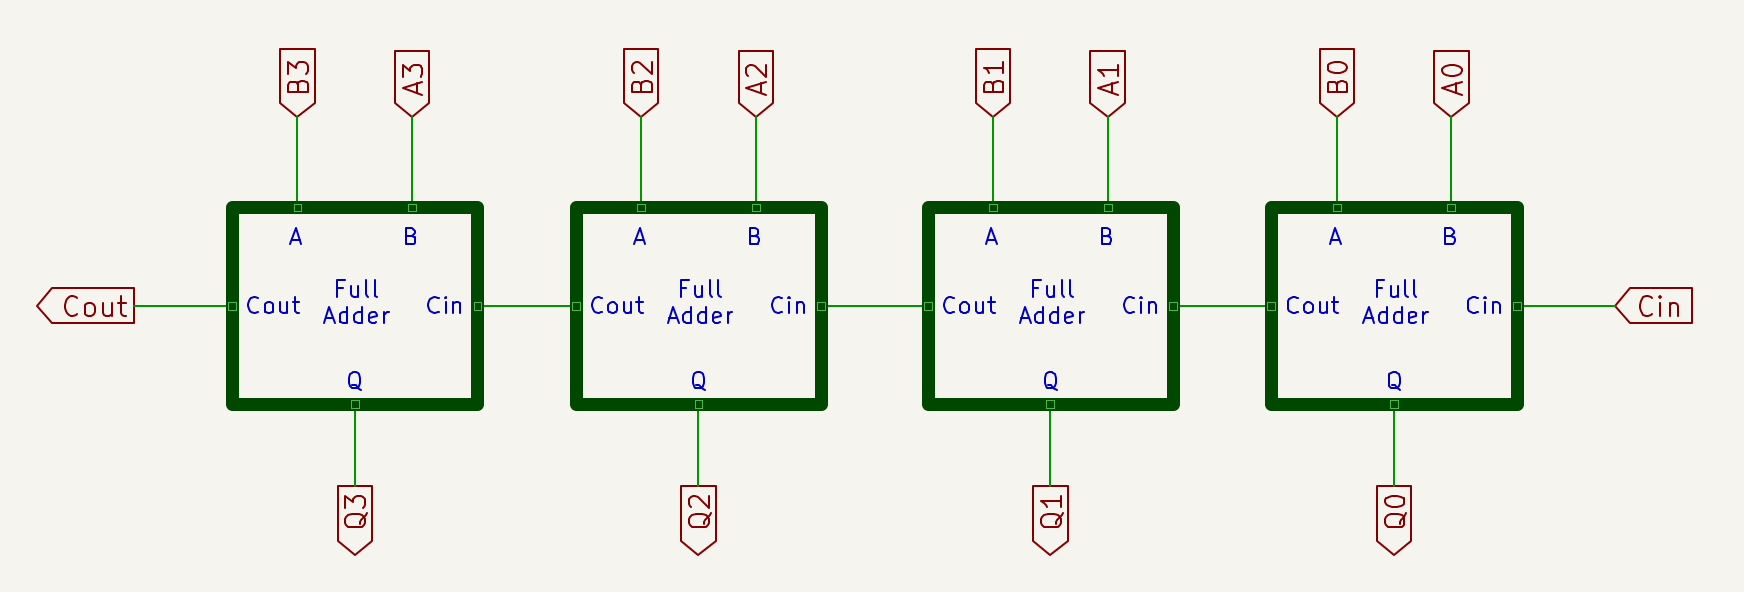 B3 A3 B2 A2 B1 A1 B0 A0
A B A B A B A B
Cout Cout Full Adder Cin Cout Full Adder Cin Cout Full Adder Cin Cout Full Adder Cin Cin
Q Q Q Q
Q3 Q2 Q1 Q0